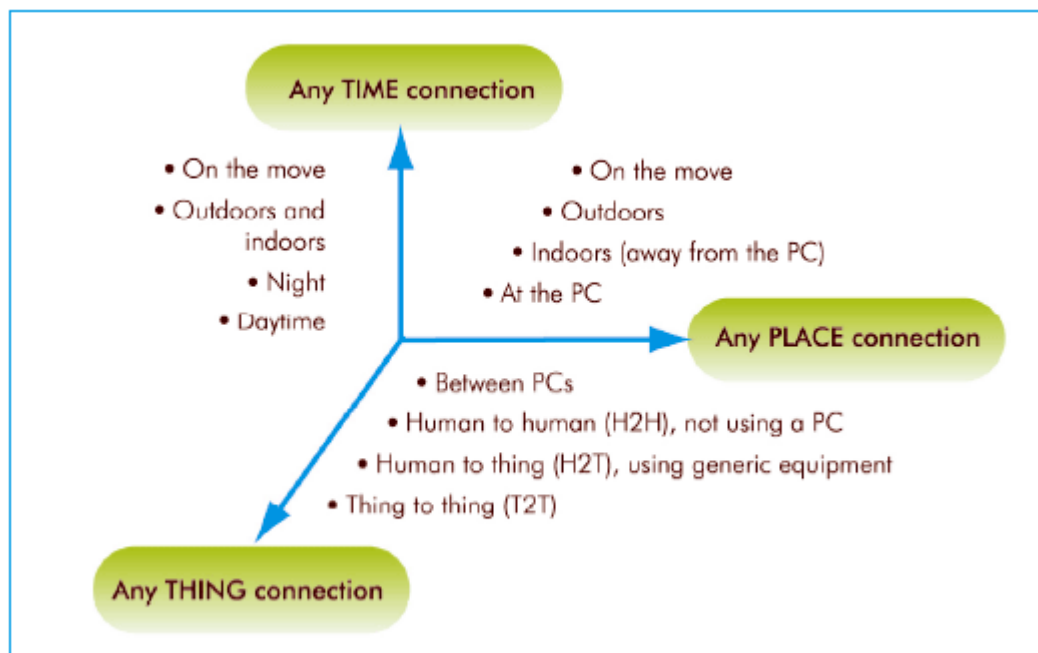 Any TIME connection
• On the move
• Outdoors and
indoors
• Night
• Daytime
• On the move
• Outdoors
• Indoors (away from the PC)
• At the PC
Any PLACE connection
• Between PCs
• Human to human (H2H), not using a PC
• Human to thing (H2T), using generic equipment
• Thing to thing (T2T)
Any THING connection